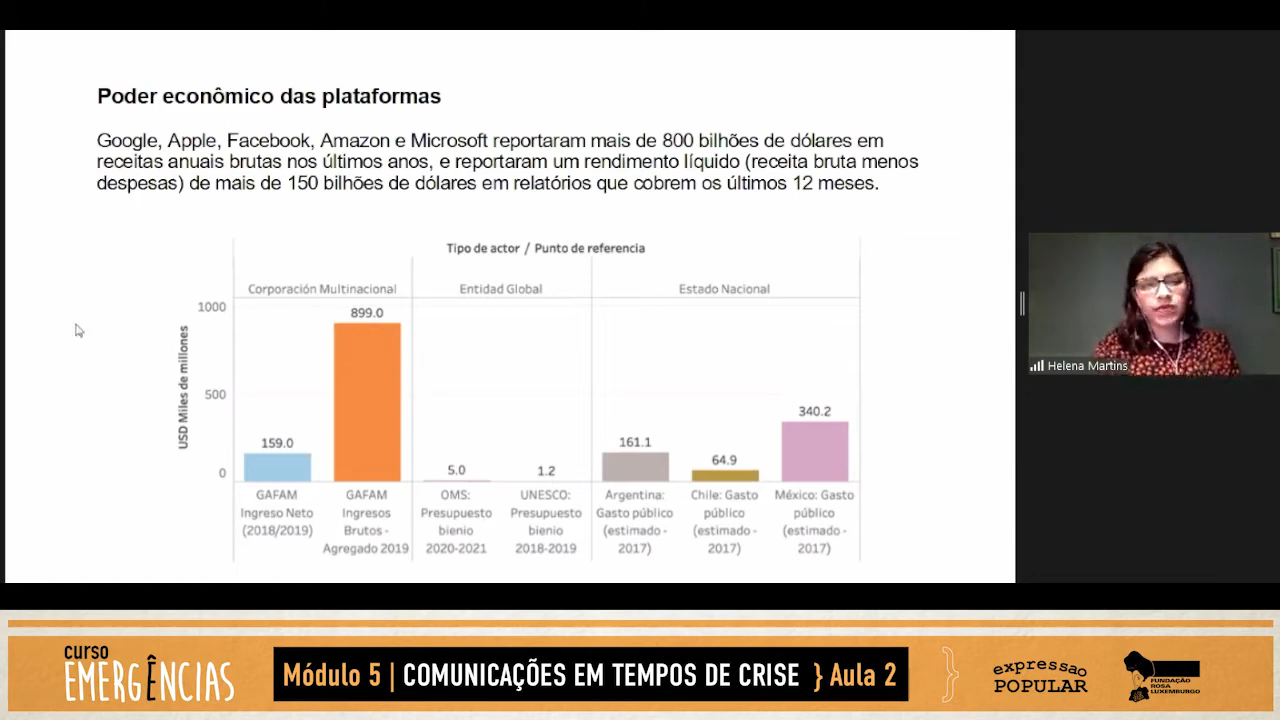 Poder econômico das plataformas
Google, Apple, Facebook, Amazon e Microsoft reportaram mais de 800 bilhões de dólares em
receitas anuais brutas nos últimos anos, e reportaram um rendimento líquido (receita bruta menos
despesas) de mais de 150 bilhões de dólares em relatórios que cobrem os últimos 12 meses.
Tipo de actor / Punto de referencia
Corporación Multinacional
Entidad Global
Estado Nacional
USD Miles de millones
1000
500
0
159.0
899.0
5.0
1.2
161.1
64.9
340.2
GAFAM
Ingreso Neto
(2018/2019)
GAFAM
Ingresos
Brutos -
Agregado 2019
OMS:
Presupuesto
bienio
2020-2021
UNESCO:
Presupuesto
bienio
2018-2019
Argentina:
Gasto público
(estimado -
2017)
Chile: Gasto
público
(estimado -
2017)
México: Gasto
público
(estimado -
2017)
Helena Martins
curso
EMERGÊNCIAS
Módulo 5 | COMUNICAÇÕES EM TEMPOS DE CRISE } Aula 2
expressao
POPULAR
FUNDAÇÃO
ROSA
LUXEMBURGO